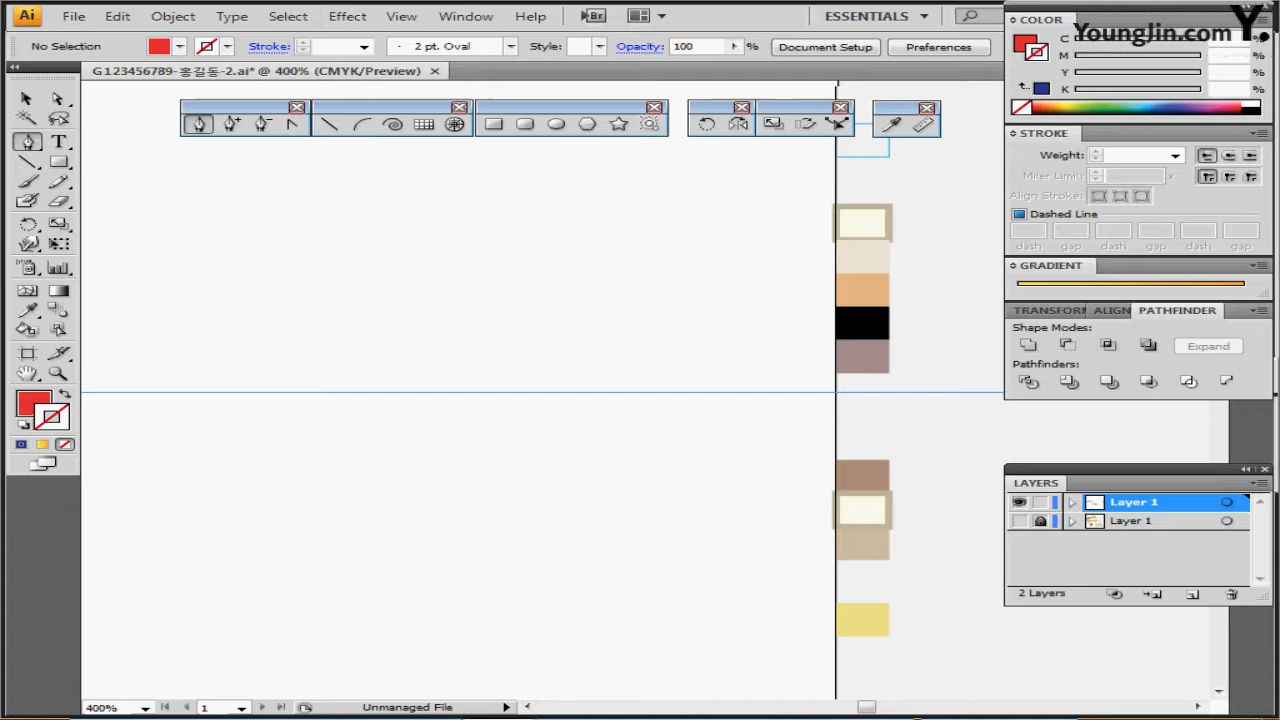 Ai File Edit Object Type Select Effect View Window Help Br ESSENTIALS
No Selection Stroke: 2 pt. Oval Style: Opacity: 100 % Document Setup Preferences
G123456789-홍길동-2.ai* @ 400% (CMYK/Preview)
COLOR
YoungJin.com Y.
C %
M %
Y %
K %
STROKE
Weight:
Miter Limit: x
Align Stroke:
Dashed Line
dash gap dash gap dash gap
GRADIENT
TRANSFORM ALIGN PATHFINDER
Shape Modes:
Expand
Pathfinders:
LAYERS
Layer 1
Layer 1
2 Layers
400% 1 Unmanaged File